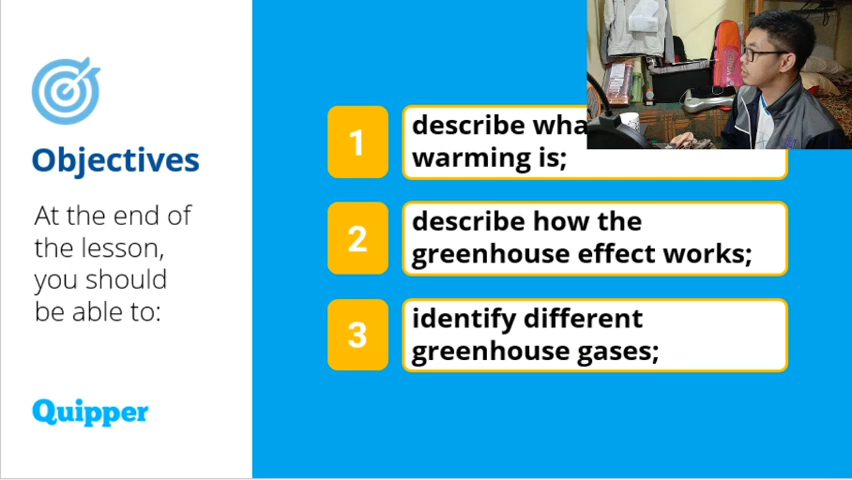 Objectives
At the end of
the lesson,
you should
be able to:
Quipper
1
describe
warming is;
2
describe how the
greenhouse effect works;
3
identify different
greenhouse gases;